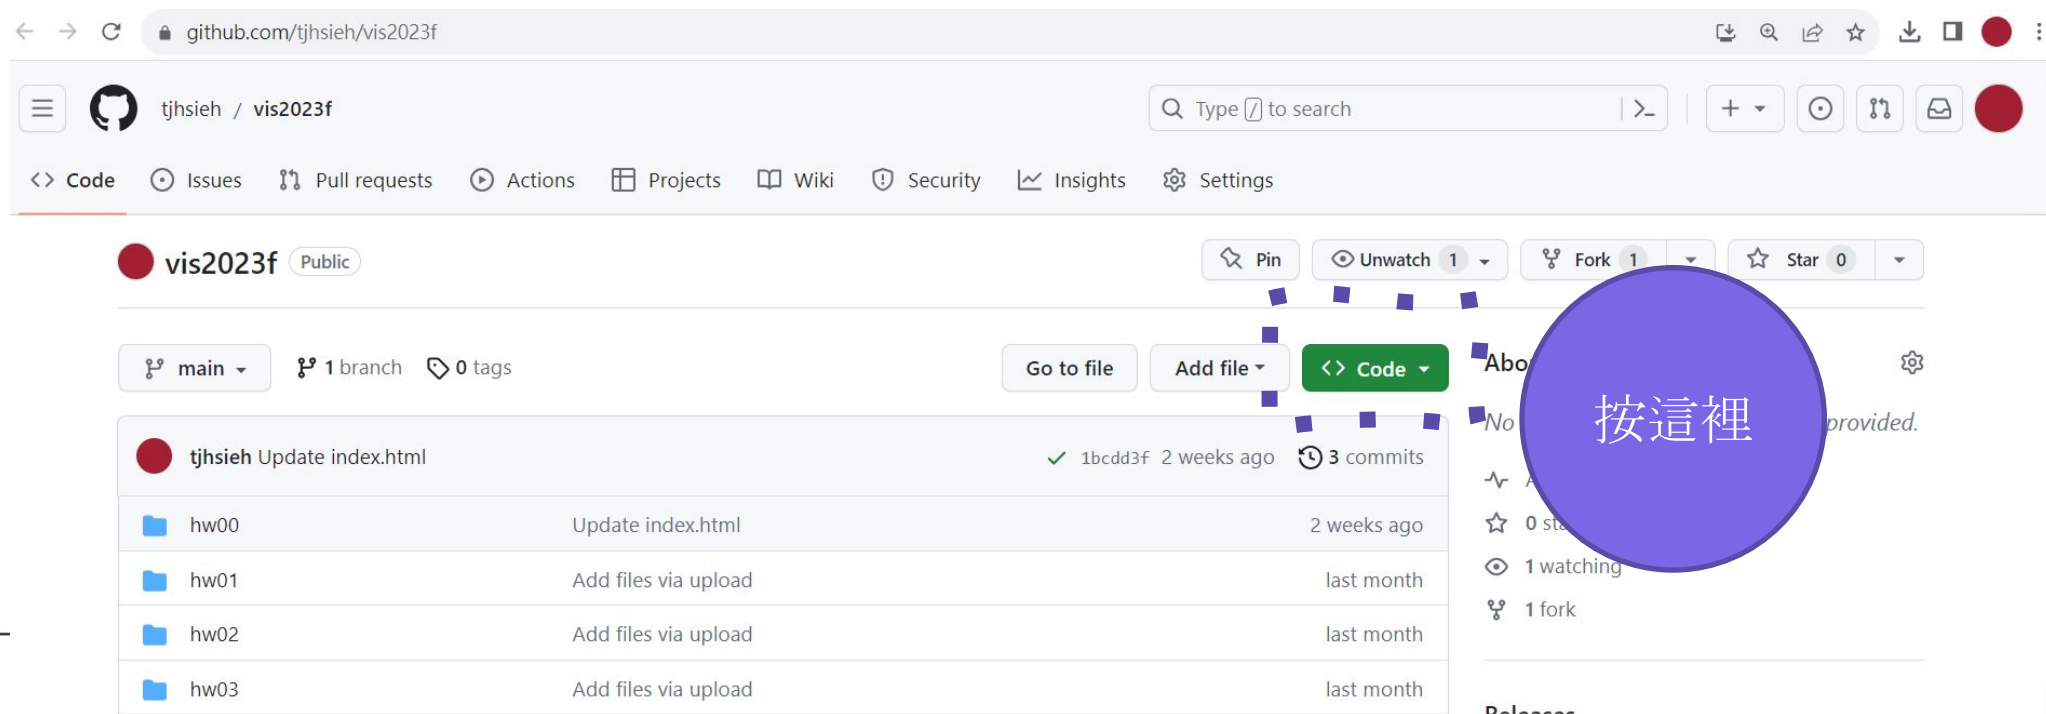 github.com/tjhsieh/vis2023f
tjhsieh / vis2023f
Type / to search
Code Issues Pull requests Actions Projects Wiki Security Insights Settings
vis2023f Public
Pin Unwatch 1 Fork 1 Star 0
main 1 branch 0 tags
Go to file Add file Code
按這裡
No provided.
tjhsieh Update index.html 1bcdd3f 2 weeks ago 3 commits
hw00 Update index.html 2 weeks ago
0
hw01 Add files via upload last month
1 watching
hw02 Add files via upload last month
1 fork
hw03 Add files via upload last month